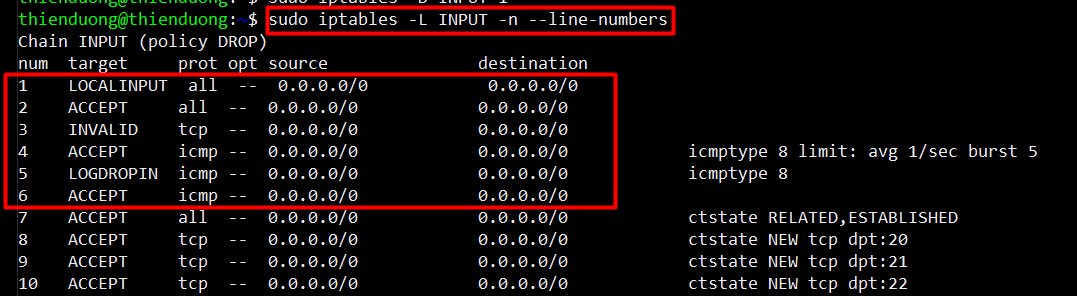 thienduong@thienduong:~$ sudo iptables -L INPUT -n --line-numbers
Chain INPUT (policy DROP)
num  target     prot opt source               destination
1    LOCALINPUT  all  --  0.0.0.0/0            0.0.0.0/0
2    ACCEPT     all  --  0.0.0.0/0            0.0.0.0/0
3    INVALID    tcp  --  0.0.0.0/0            0.0.0.0/0
4    ACCEPT     icmp --  0.0.0.0/0            0.0.0.0/0            icmptype 8 limit: avg 1/sec burst 5
5    LOGDROPIN  icmp --  0.0.0.0/0            0.0.0.0/0            icmptype 8
6    ACCEPT     icmp --  0.0.0.0/0            0.0.0.0/0
7    ACCEPT     all  --  0.0.0.0/0            0.0.0.0/0            ctstate RELATED,ESTABLISHED
8    ACCEPT     tcp  --  0.0.0.0/0            0.0.0.0/0            ctstate NEW tcp dpt:20
9    ACCEPT     tcp  --  0.0.0.0/0            0.0.0.0/0            ctstate NEW tcp dpt:21
10   ACCEPT     tcp  --  0.0.0.0/0            0.0.0.0/0            ctstate NEW tcp dpt:22